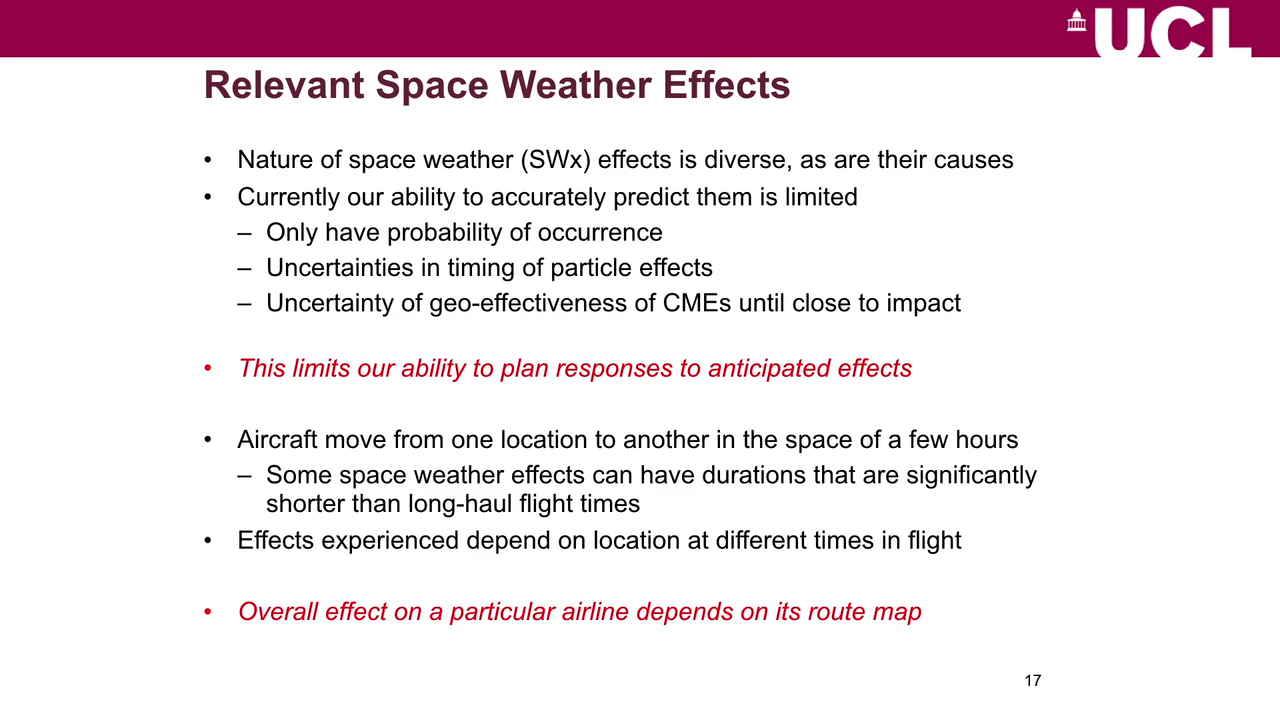 UCL
Relevant Space Weather Effects
• Nature of space weather (SWx) effects is diverse, as are their causes
• Currently our ability to accurately predict them is limited
– Only have probability of occurrence
– Uncertainties in timing of particle effects
– Uncertainty of geo-effectiveness of CMEs until close to impact
• This limits our ability to plan responses to anticipated effects
• Aircraft move from one location to another in the space of a few hours
– Some space weather effects can have durations that are significantly
shorter than long-haul flight times
• Effects experienced depend on location at different times in flight
• Overall effect on a particular airline depends on its route map
17